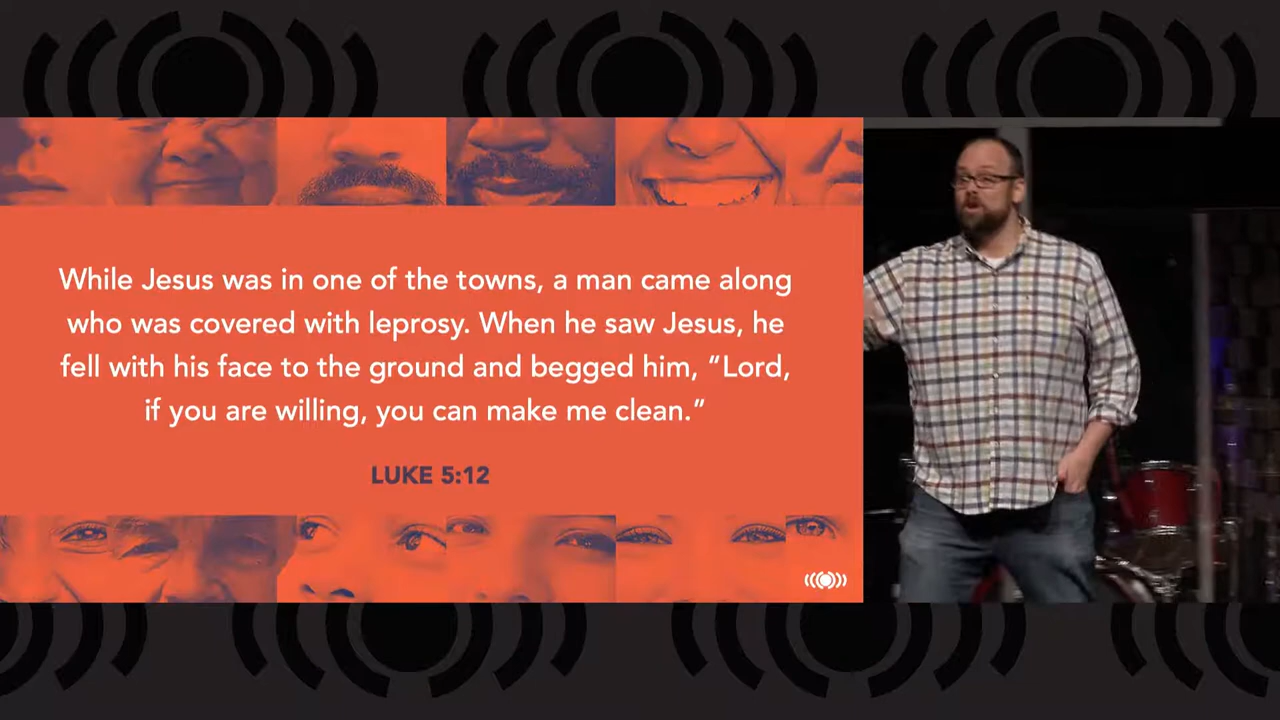 While Jesus was in one of the towns, a man came along
who was covered with leprosy. When he saw Jesus, he
fell with his face to the ground and begged him, “Lord,
if you are willing, you can make me clean.”
LUKE 5:12